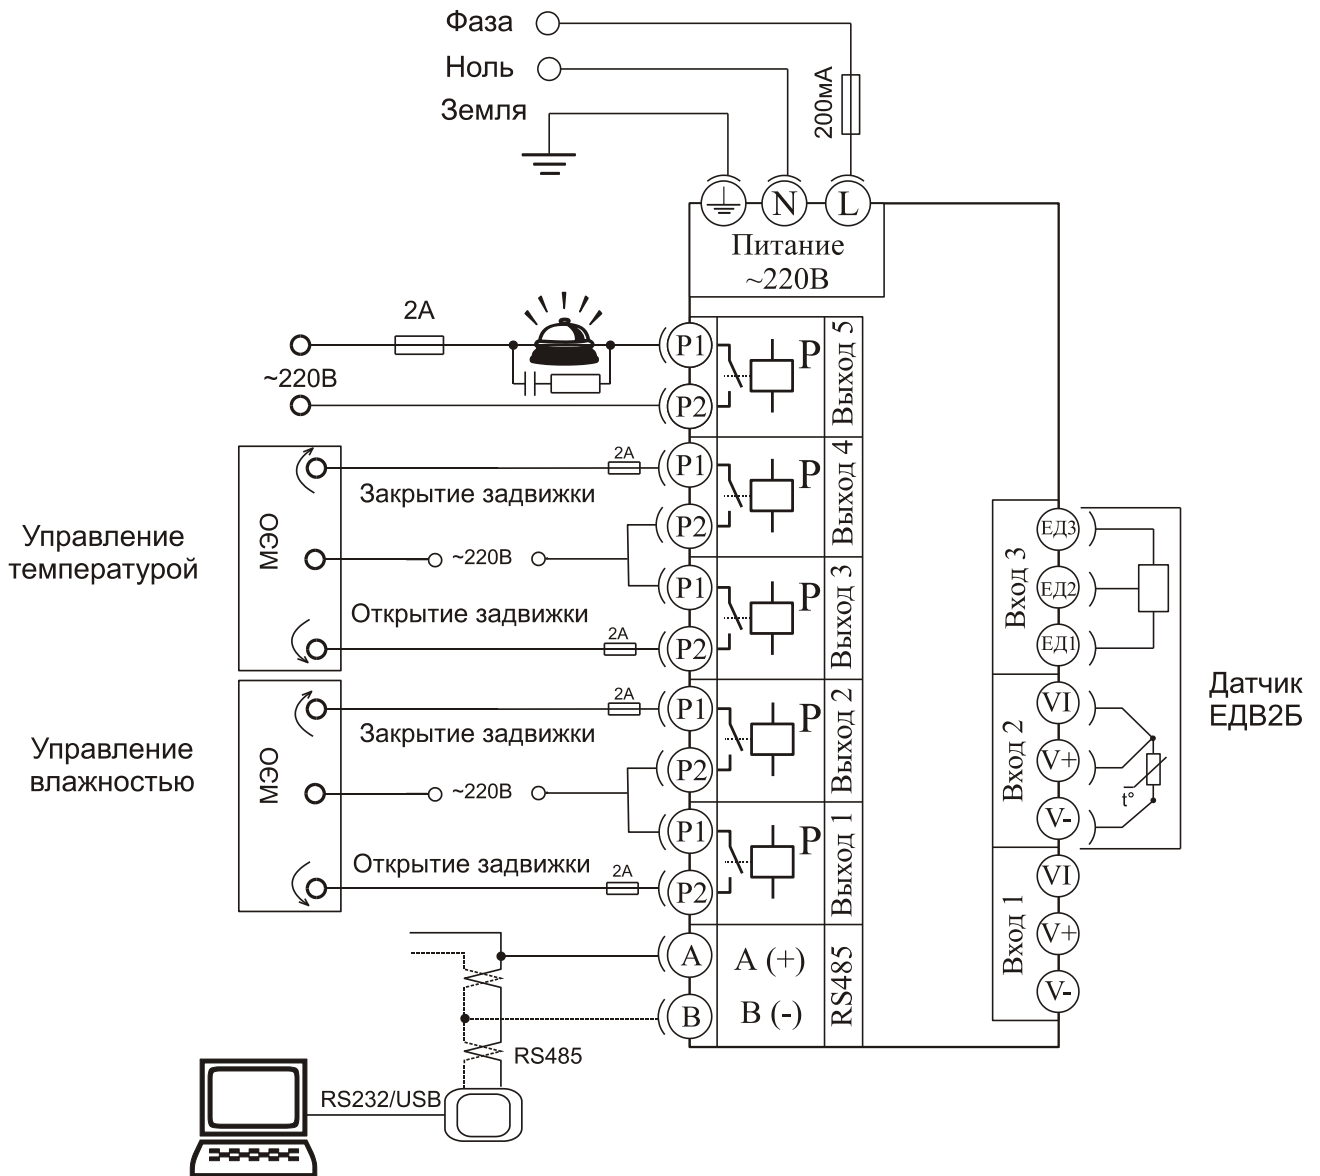 Фаза
Ноль
Земля
200мА
N
L
Питание
~220В
2А
~220В
P1
P2
Р
Выход 5
Управление
температурой
МЭО
2А
Закрытие задвижки
~220В
Открытие задвижки
2А
P1
P2
Р
Выход 4
P1
P2
Р
Выход 3
Управление
влажностью
МЭО
2А
Закрытие задвижки
~220В
Открытие задвижки
2А
P1
P2
Р
Выход 2
P1
P2
Р
Выход 1
A
A (+)
B
B (-)
RS485
RS485
RS232/USB
Вход 3
ЕД3
ЕД2
ЕД1
Вход 2
VI
V+
V-
t°
Датчик
ЕДВ2Б
Вход 1
VI
V+
V-